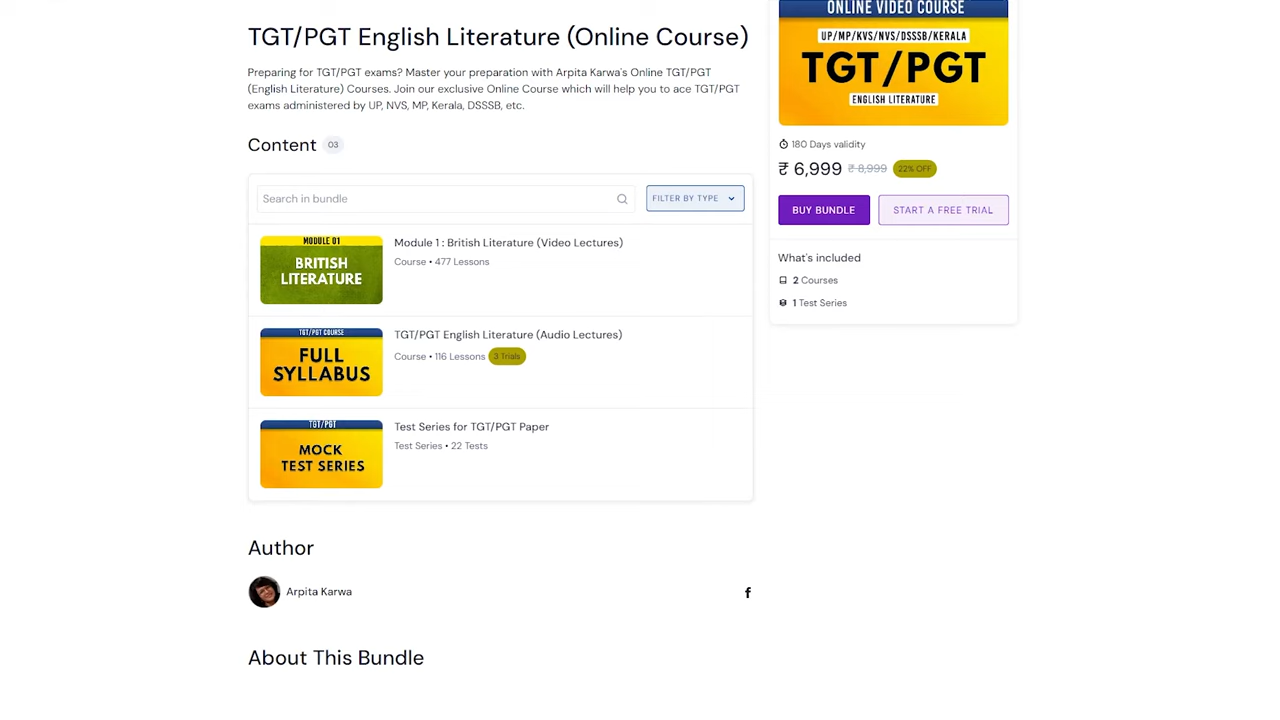 TGT/PGT English Literature (Online Course)
Preparing for TGT/PGT exams? Master your preparation with Arpita Karwa's Online TGT/PGT
(English Literature) Courses. Join our exclusive Online Course which will help you to ace TGT/PGT
exams administered by UP, NVS, MP, Kerala, DSSSB, etc.
Content 03
Search in bundle
FILTER BY TYPE
MODULE 01
BRITISH
LITERATURE
Module 1 : British Literature (Video Lectures)
Course • 477 Lessons
TGT/PGT COURSE
FULL
SYLLABUS
TGT/PGT English Literature (Audio Lectures)
Course • 116 Lessons 3 Trials
TGT/PGT
MOCK
TEST SERIES
Test Series for TGT/PGT Paper
Test Series • 22 Tests
Author
Arpita Karwa
About This Bundle
ONLINE VIDEO COURSE
UP/MP/KVS/NVS/DSSSB/KERALA
TGT/PGT
ENGLISH LITERATURE
180 Days validity
₹ 6,999 ₹ 8,999 22% OFF
BUY BUNDLE
START A FREE TRIAL
What's included
2 Courses
1 Test Series